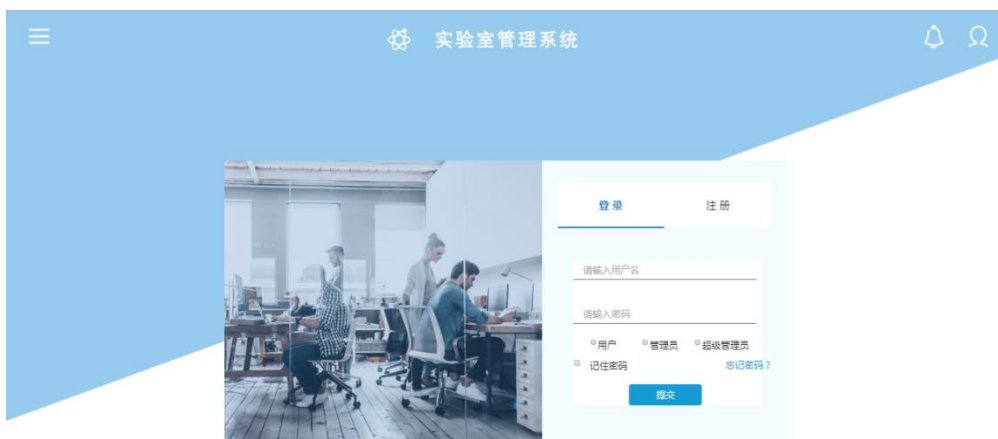 实验室管理系统
登录 注册
请输入用户名
请输入密码
用户 管理员 超级管理员
记住密码 忘记密码？
提交